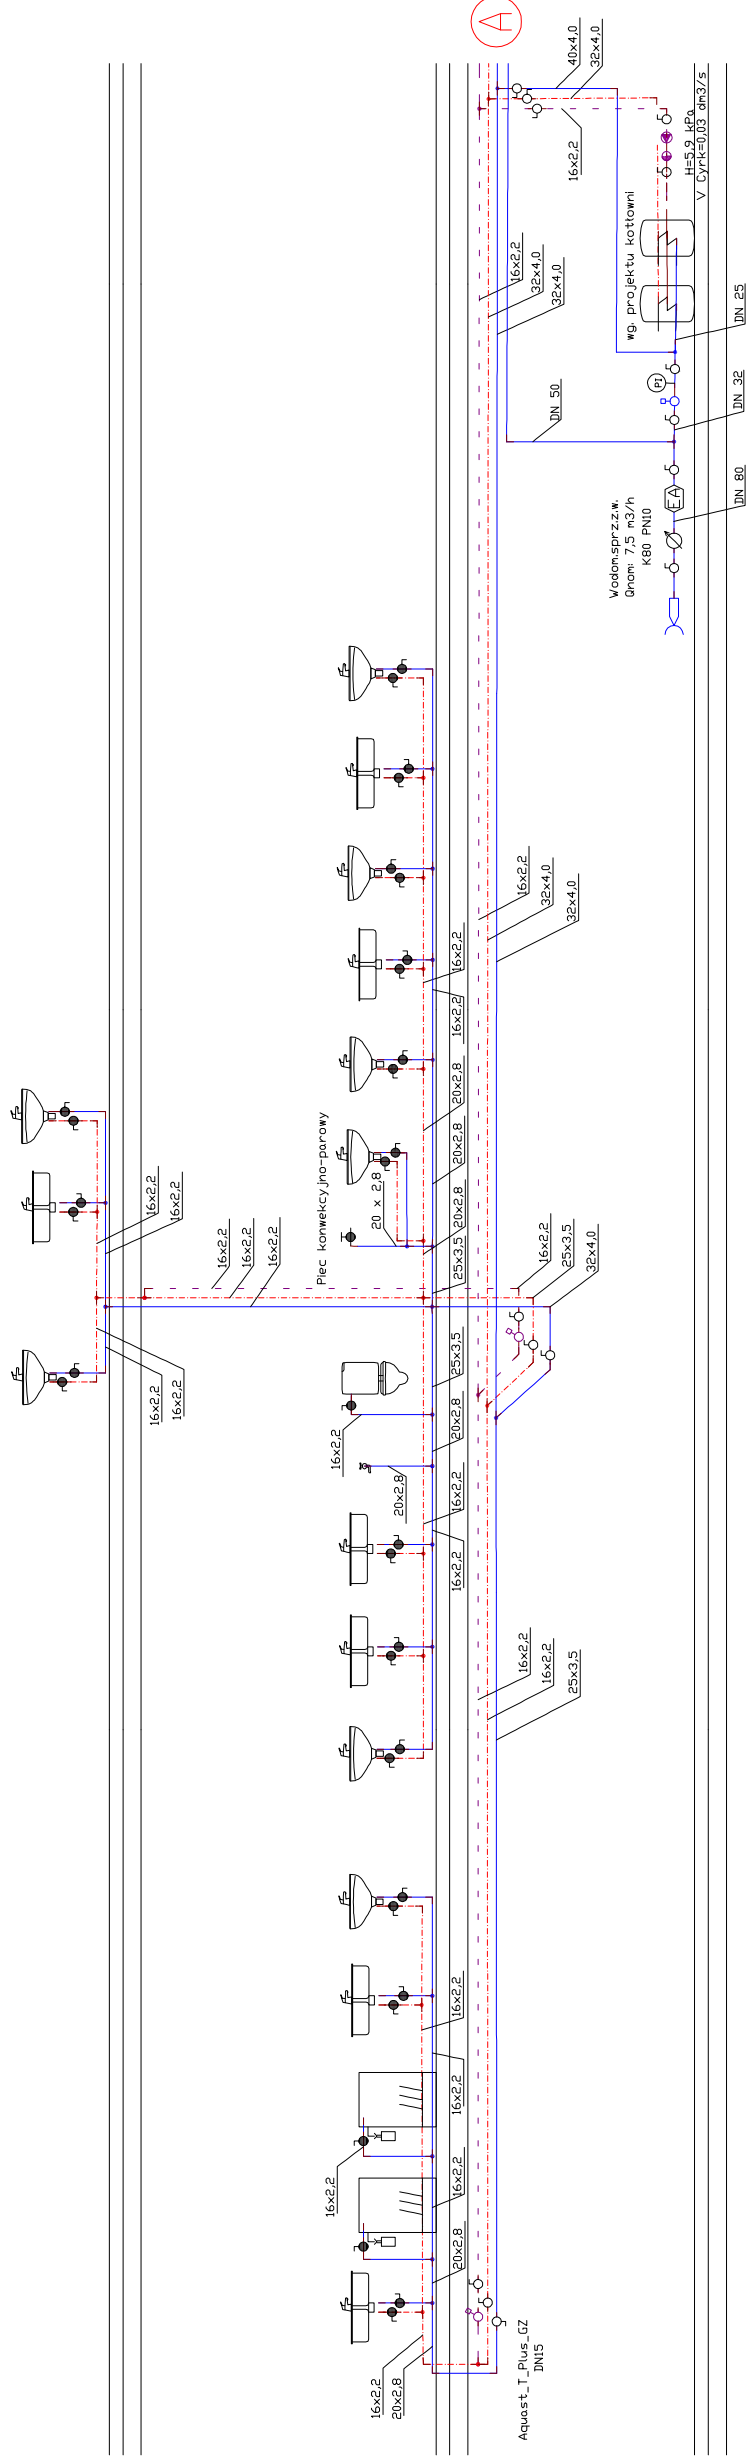 A
40x4,0
32x4,0
16x2,2
H=5,9 kPa
V Cyrk=0,03 dm3/s
wg. projektu kotłowni
16x2,2
32x4,0
32x4,0
DN 25
PI
DN 32
DN 50
EA
DN 80
Wodom.sprz.z.w.
Qnom: 7,5 m3/h
K80 PN10
16x2,2
32x4,0
32x4,0
16x2,2
16x2,2
20x2,8
20x2,8
Piec konwekcyjno-parowy
20 x 2,8
20x2,8
25x3,5
16x2,2
16x2,2
16x2,2
16x2,2
16x2,2
16x2,2
25x3,5
32x4,0
16x2,2
16x2,2
25x3,5
20x2,8
16x2,2
20x2,8
16x2,2
16x2,2
16x2,2
16x2,2
25x3,5
16x2,2
16x2,2
16x2,2
16x2,2
20x2,8
16x2,2
20x2,8
Aquast_T_Plus_GZ
DN15